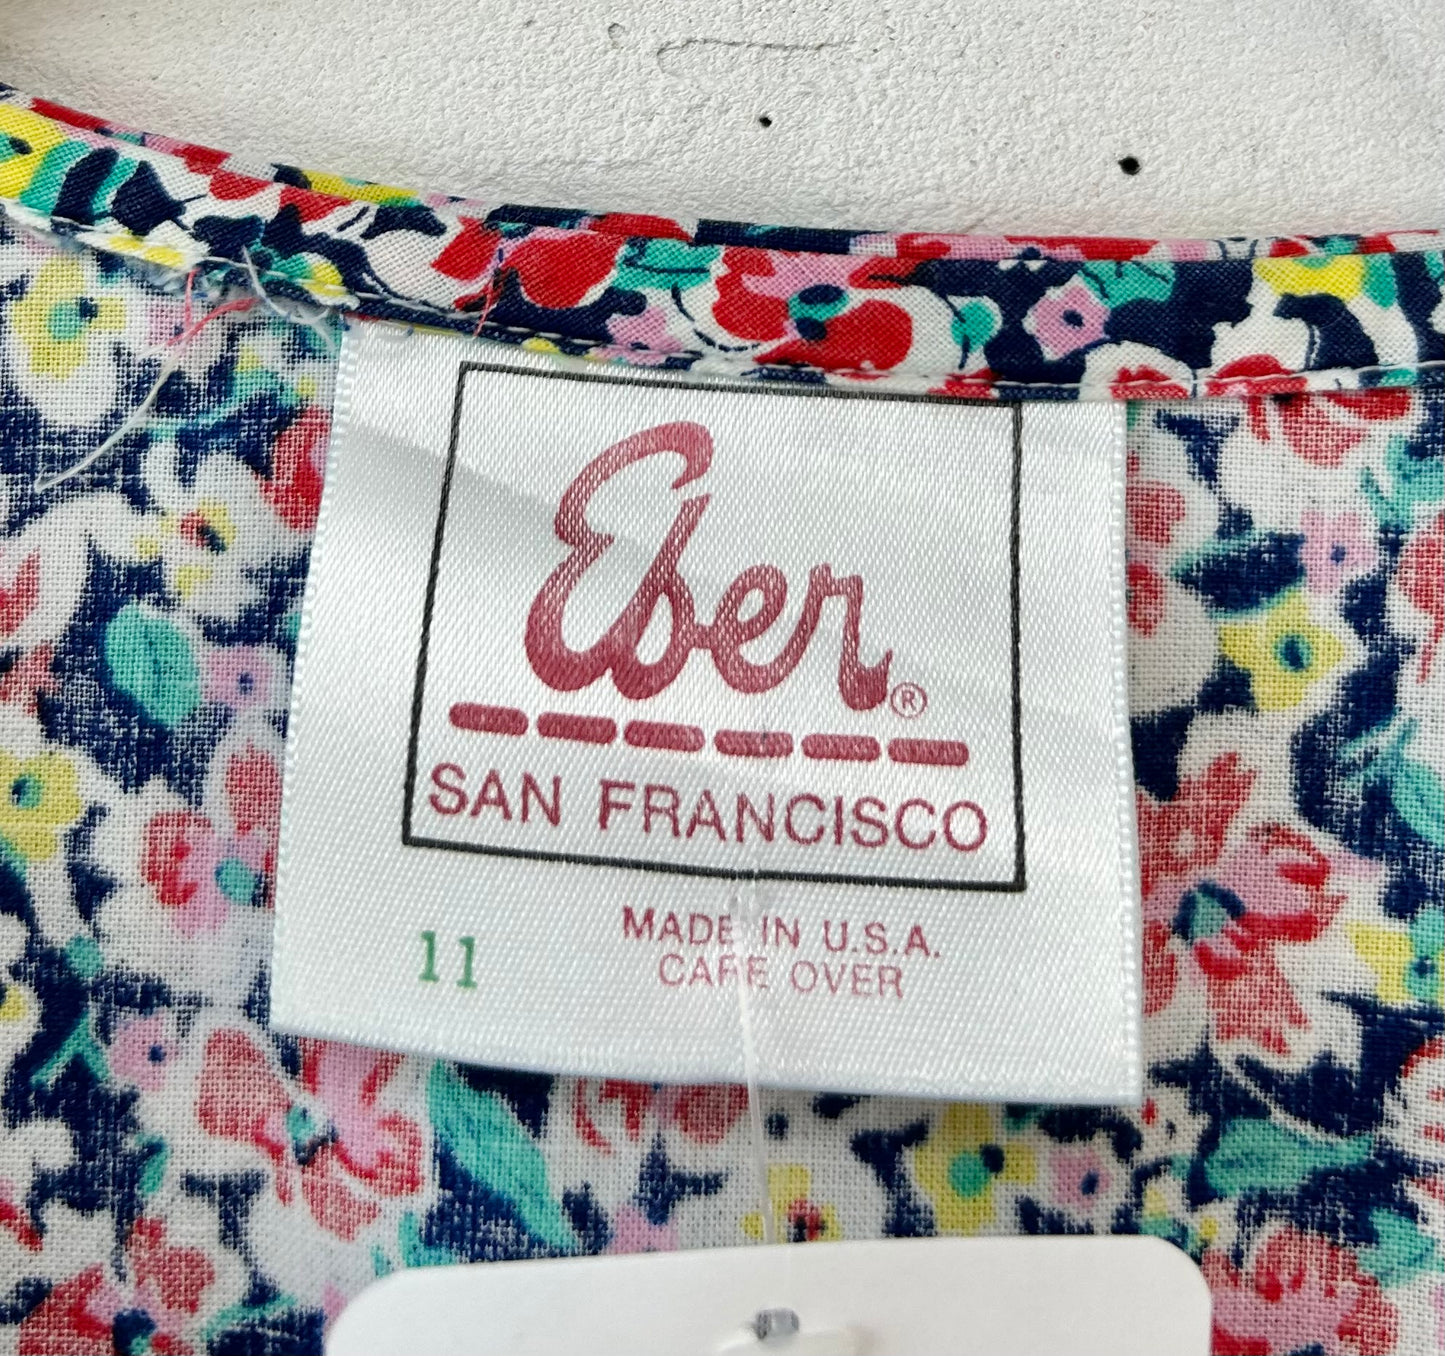 Eber®
SAN FRANCISCO
11
MADE IN U.S.A.
CARE OVER